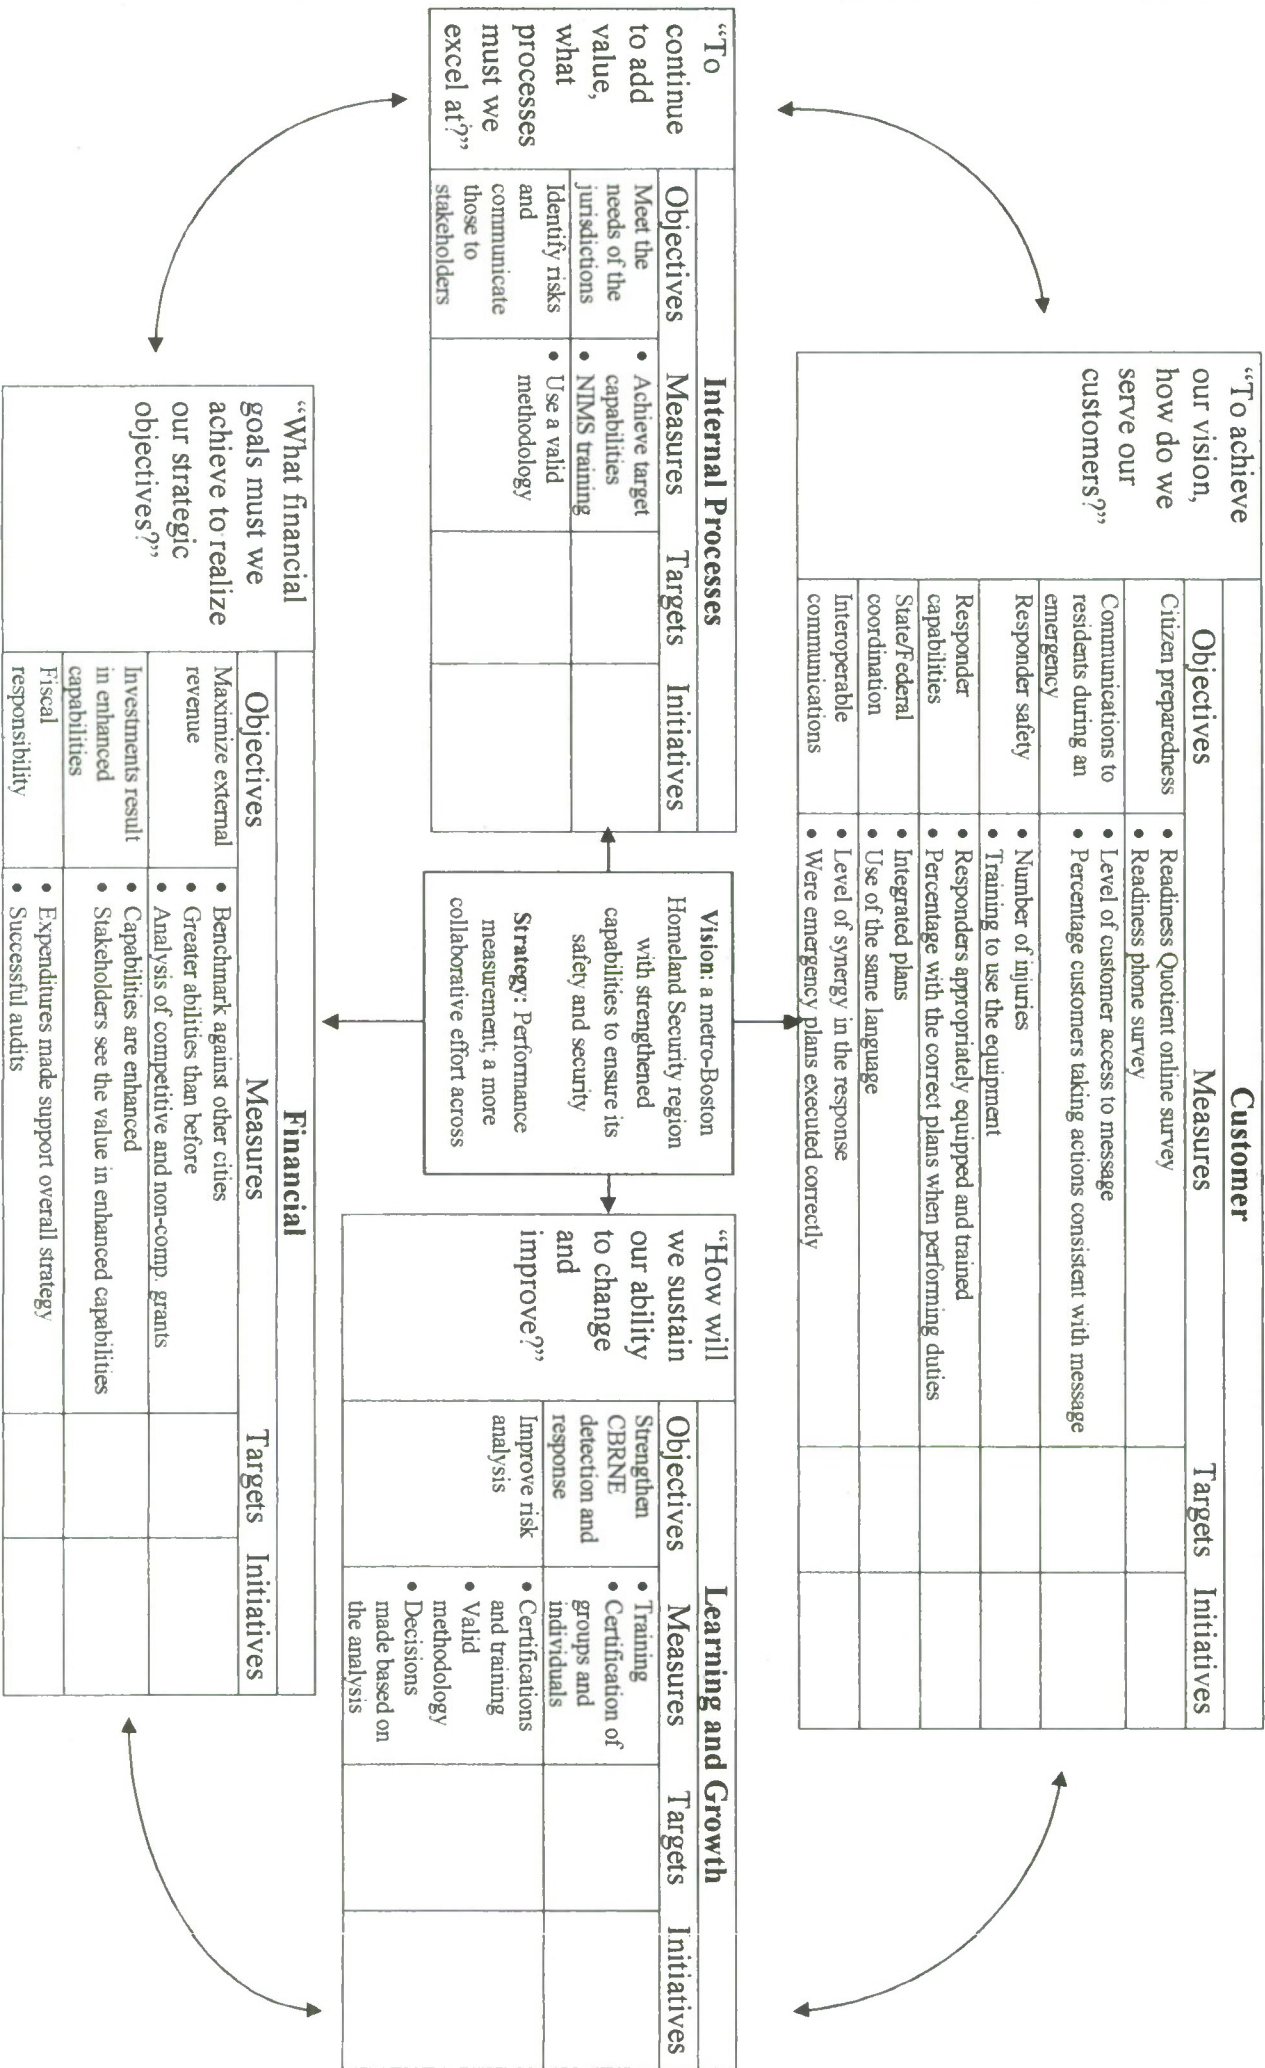 Customer
"To achieve
our vision,
how do we
serve our
customers?"
Objectives
Measures
Targets
Initiatives
Citizen preparedness
• Readiness Quotient online survey
• Readiness phone survey
Communications to
residents during an
emergency
• Level of customer access to message
• Percentage customers taking actions consistent with message
Responder safety
• Number of injuries
• Training to use the equipment
Responder
capabilities
• Responders appropriately equipped and trained
• Percentage with the correct plans when performing duties
State/Federal
coordination
• Integrated plans
• Use of the same language
Interoperable
communications
• Level of synergy in the response
• Were emergency plans executed correctly
"To
continue
to add
value,
what
processes
must we
excel at?"
Internal Processes
Objectives
Measures
Targets
Initiatives
Meet the
needs of the
jurisdictions
• Achieve target
capabilities
• NIMS training
Identify risks
and
communicate
those to
stakeholders
• Use a valid
methodology
Vision: a metro-Boston
Homeland Security region
with strengthened
capabilities to ensure its
safety and security
Strategy: Performance
measurement; a more
collaborative effort across
"How will
we sustain
our ability
to change
and
improve?"
Learning and Growth
Objectives
Measures
Targets
Initiatives
Strengthen
CBRNE
detection and
response
• Training
• Certification of
groups and
individuals
Improve risk
analysis
• Certifications
and training
• Valid
methodology
• Decisions
made based on
the analysis
"What financial
goals must we
achieve to realize
our strategic
objectives?"
Financial
Objectives
Measures
Targets
Initiatives
Maximize external
revenue
• Benchmark against other cities
• Greater abilities than before
• Analysis of competitive and non-comp. grants
Investments result
in enhanced
capabilities
• Capabilities are enhanced
• Stakeholders see the value in enhanced capabilities
Fiscal
responsibility
• Expenditures made support overall strategy
• Successful audits